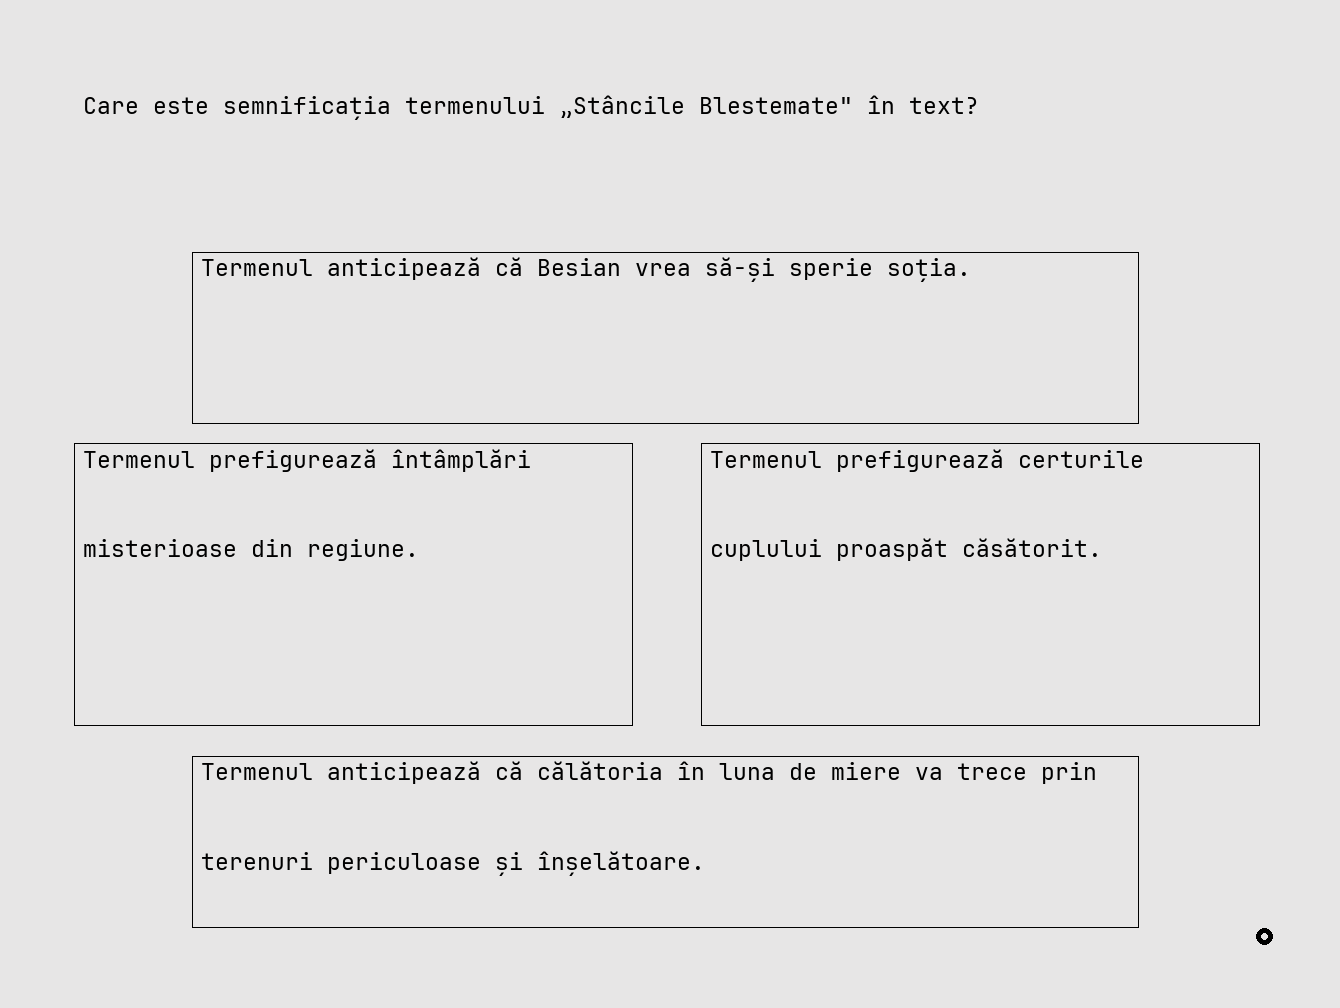 Care este semnificația termenului „Stâncile Blestemate" în text?
Termenul anticipează că Besian vrea să-și sperie soția.
Termenul prefigurează întâmplări
misterioase din regiune.
Termenul prefigurează certurile
cuplului proaspăt căsătorit.
Termenul anticipează că călătoria în luna de miere va trece prin
terenuri periculoase și înșelătoare.